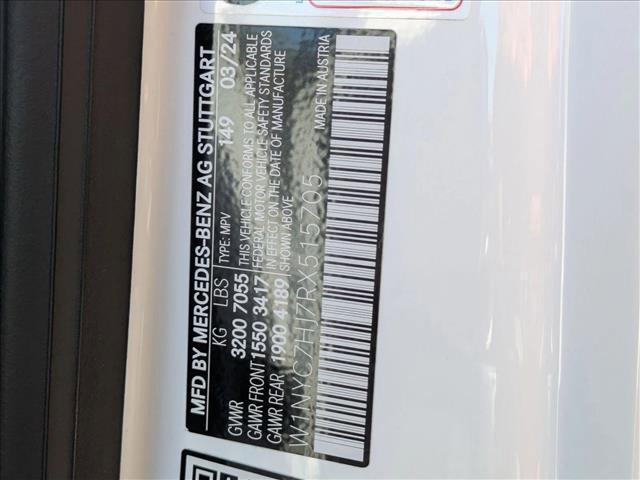 MFD BY MERCEDES-BENZ AG STUTTGART
KG LBS TYPE: MPV 149 03/24
GVWR 3200 7055 THIS VEHICLE CONFORMS TO ALL APPLICABLE
GAWR FRONT 1550 3417 FEDERAL MOTOR VEHICLE SAFETY STANDARDS
GAWR REAR 1900 4189 IN EFFECT ON THE DATE OF MANUFACTURE
SHOWN ABOVE
W1NYC7HJ7RX515705
MADE IN AUSTRIA